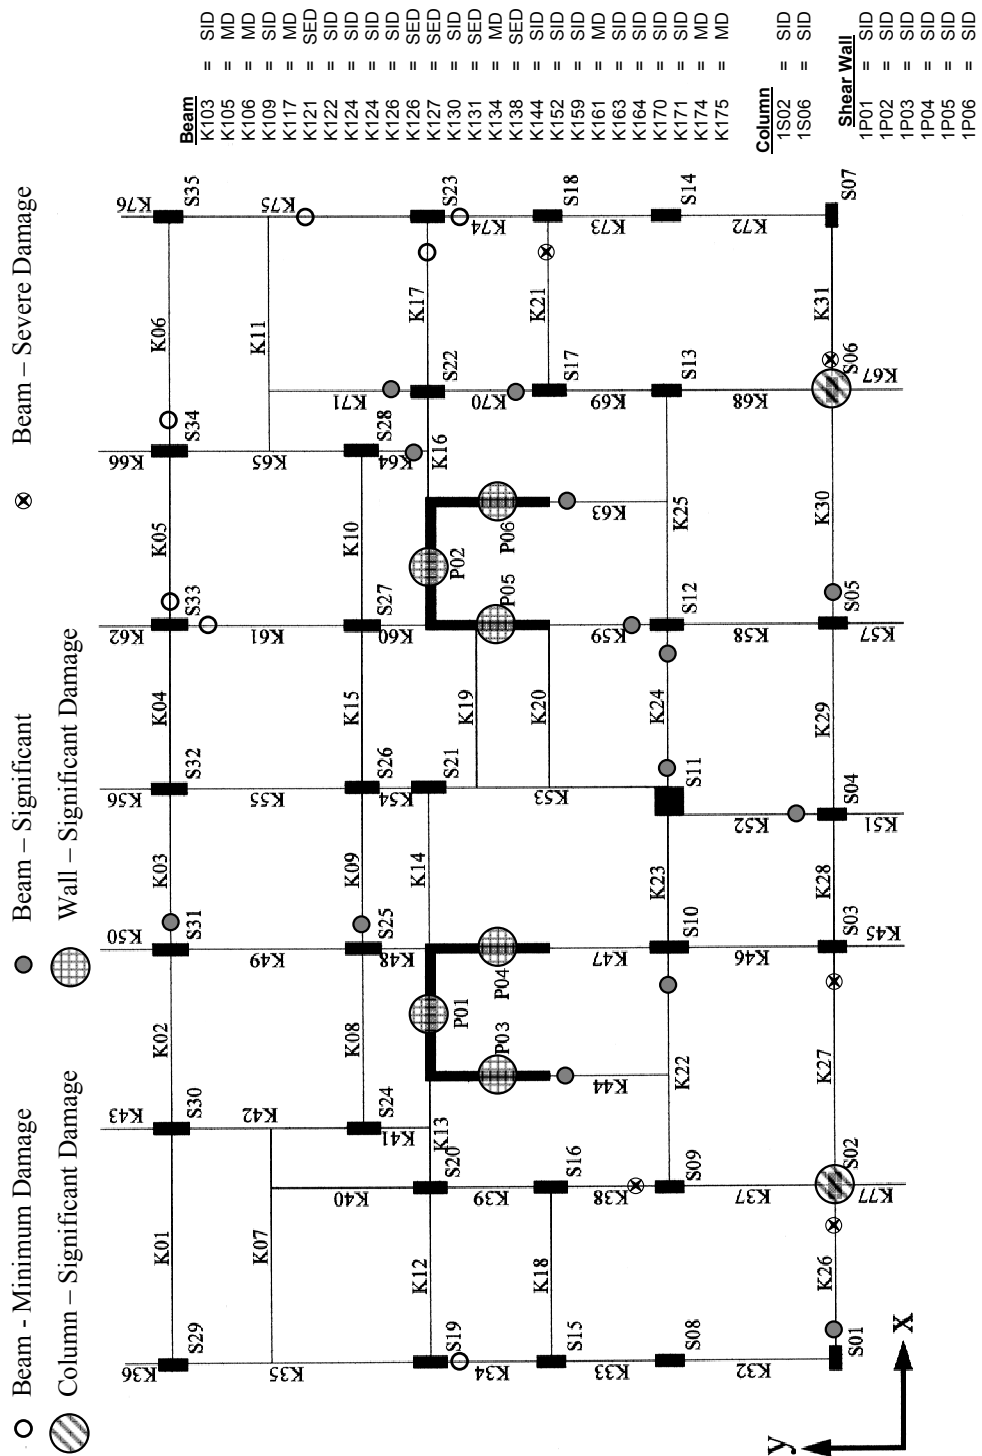 Beam - Minimum Damage
Beam – Significant
Beam – Severe Damage
Column – Significant Damage
Wall – Significant Damage
K36
K43
K50
K56
K62
K66
K76
K01
K02
K03
K04
K05
K06
S29
S30
S31
S32
S33
S34
S35
K35
K42
K49
K55
K61
K65
K75
K07
K11
K08
K09
K15
K10
S24
S25
S26
S27
S28
K40
K41
K48
K54
K60
K64
K71
K12
K13
P01
K14
P02
K16
K17
S19
S20
S21
S22
S23
K34
K39
P03
P04
K19
P05
P06
K70
K74
K18
K20
K21
S15
S16
S17
S18
K33
K38
K44
K47
K53
K59
K63
K69
K73
K22
K23
K24
K25
S08
S09
S10
S11
S12
S13
S14
K32
K37
K46
K52
K58
K68
K72
K26
K27
K28
K29
K30
K31
S01
S02
S03
S04
S05
S06
S07
K77
K45
K51
K57
K67
y
x
Beam
K103 = SID
K105 = MD
K106 = MD
K109 = SID
K117 = MD
K121 = SED
K122 = SID
K124 = SID
K124 = SID
K126 = SID
K126 = SED
K127 = SED
K130 = SID
K131 = SED
K134 = MD
K138 = SED
K144 = SID
K152 = SID
K159 = SID
K161 = MD
K163 = SID
K164 = SID
K170 = SID
K171 = SID
K174 = MD
K175 = MD
Column
1S02 = SID
1S06 = SID
Shear Wall
1P01 = SID
1P02 = SID
1P03 = SID
1P04 = SID
1P05 = SID
1P06 = SID